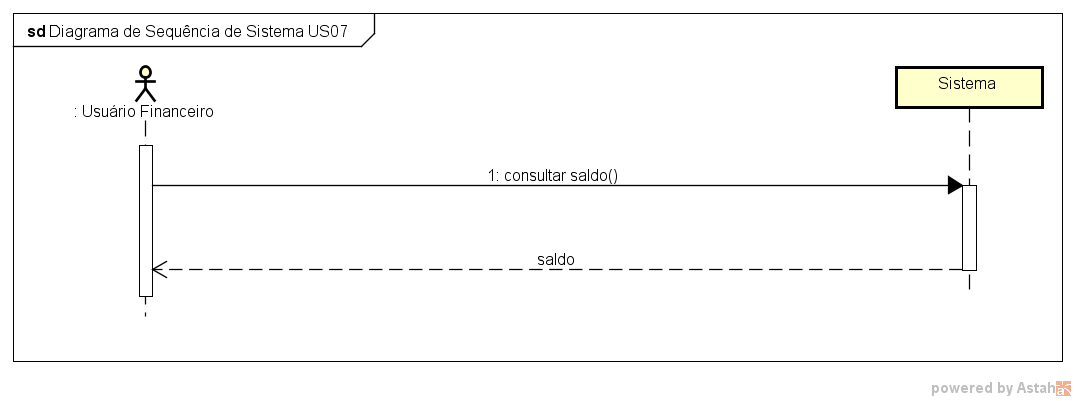 sd Diagrama de Sequência de Sistema US07
: Usuário Financeiro
Sistema
1: consultar saldo()
saldo
powered by Astah